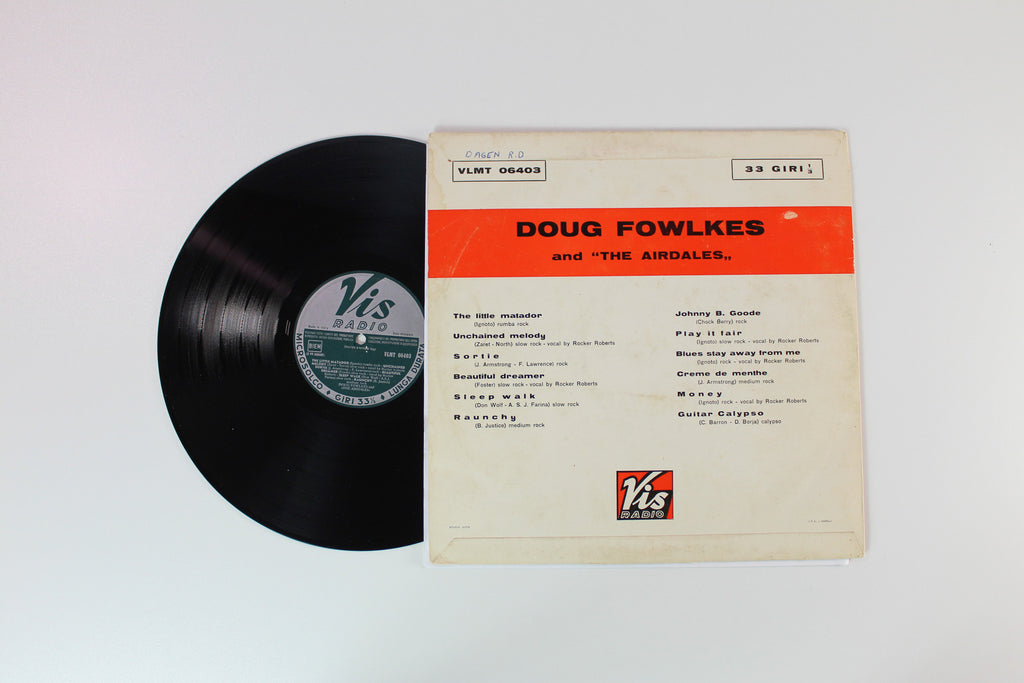 DAGEN R.D
VLMT 06403
33 GIRI 1/3
DOUG FOWLKES
and “THE AIRDALES„
The little matador
(Ignoto) rumba rock
Unchained melody
(Zaret - North) slow rock - vocal by Rocker Roberts
Sortie
(J. Armstrong - F. Lawrence) rock
Beautiful dreamer
(Foster) slow rock - vocal by Rocker Roberts
Sleep walk
(Don Wolf - A. S. J. Farina) slow rock
Raunchy
(B. Justice) medium rock
Johnny B. Goode
(Chock Berry) rock
Play it fair
(Ignoto) slow rock - vocal by Rocker Roberts
Blues stay away from me
(Ignoto) rock - vocal by Rocker Roberts
Creme de menthe
(J. Armstrong) medium rock
Money
(Ignoto) rock - vocal by Rocker Roberts
Guitar Calypso
(C. Barron - D. Borja) calypso
Vis
RADIO
Vis
RADIO
BIEM
VLMT 06403
MICROSOLCO ♦ GIRI 33⅓ ♦ LUNGA DURATA